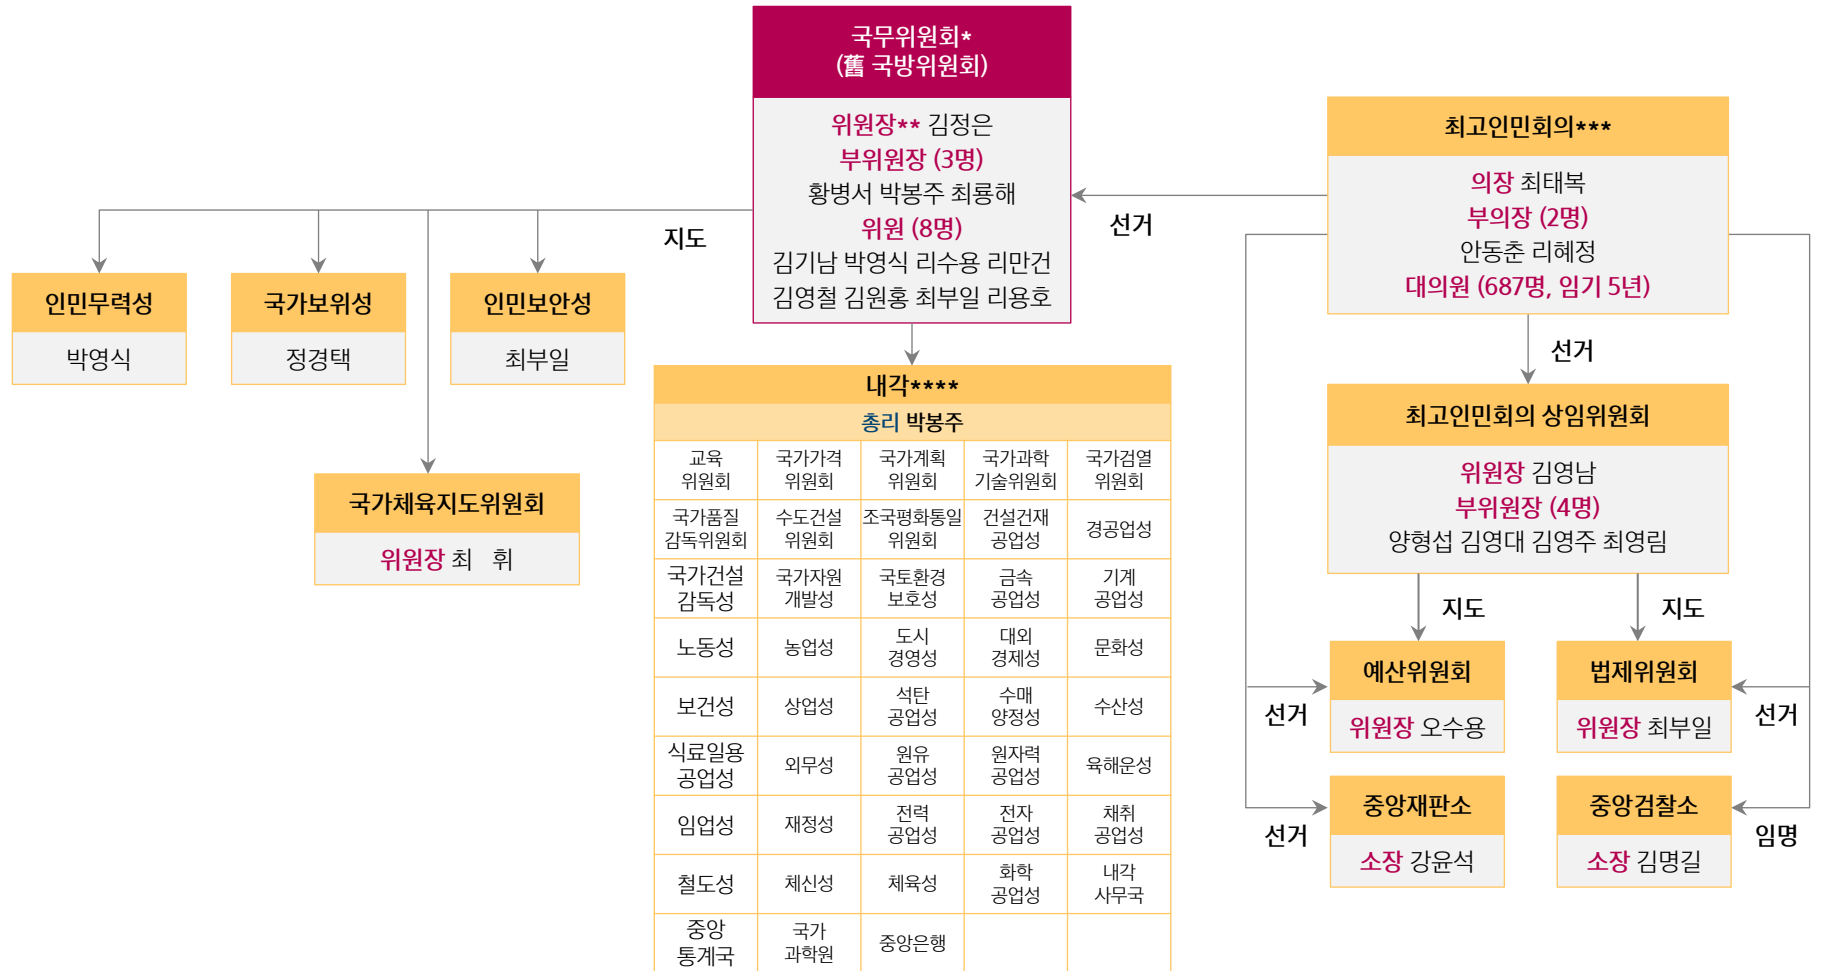 국무위원회*
(舊 국방위원회)
위원장** 김정은
부위원장 (3명)
황병서 박봉주 최룡해
위원 (8명)
김기남 박영식 리수용 리만건
김영철 김원홍 최부일 리용호
최고인민회의***
의장 최태복
부의장 (2명)
안동춘 리혜정
대의원 (687명, 임기 5년)
선거
지도
인민무력성
박영식
국가보위성
정경택
인민보안성
최부일
국가체육지도위원회
위원장 최 휘
선거
최고인민회의 상임위원회
위원장 김영남
부위원장 (4명)
양형섭 김영대 김영주 최영림
지도
지도
예산위원회
위원장 오수용
선거
법제위원회
위원장 최부일
선거
중앙재판소
소장 강윤석
선거
중앙검찰소
소장 김명길
임명
내각****
총리 박봉주
교육
위원회
국가가격
위원회
국가계획
위원회
국가과학
기술위원회
국가검열
위원회
국가품질
감독위원회
수도건설
위원회
조국평화통일
위원회
건설건재
공업성
경공업성
국가건설
감독성
국가자원
개발성
국토환경
보호성
금속
공업성
기계
공업성
노동성
농업성
도시
경영성
대외
경제성
문화성
보건성
상업성
석탄
공업성
수매
양정성
수산성
식료일용
공업성
외무성
원유
공업성
원자력
공업성
육해운성
임업성
재정성
전력
공업성
전자
공업성
채취
공업성
철도성
체신성
체육성
화학
공업성
내각
사무국
중앙
통계국
국가
과학원
중앙은행